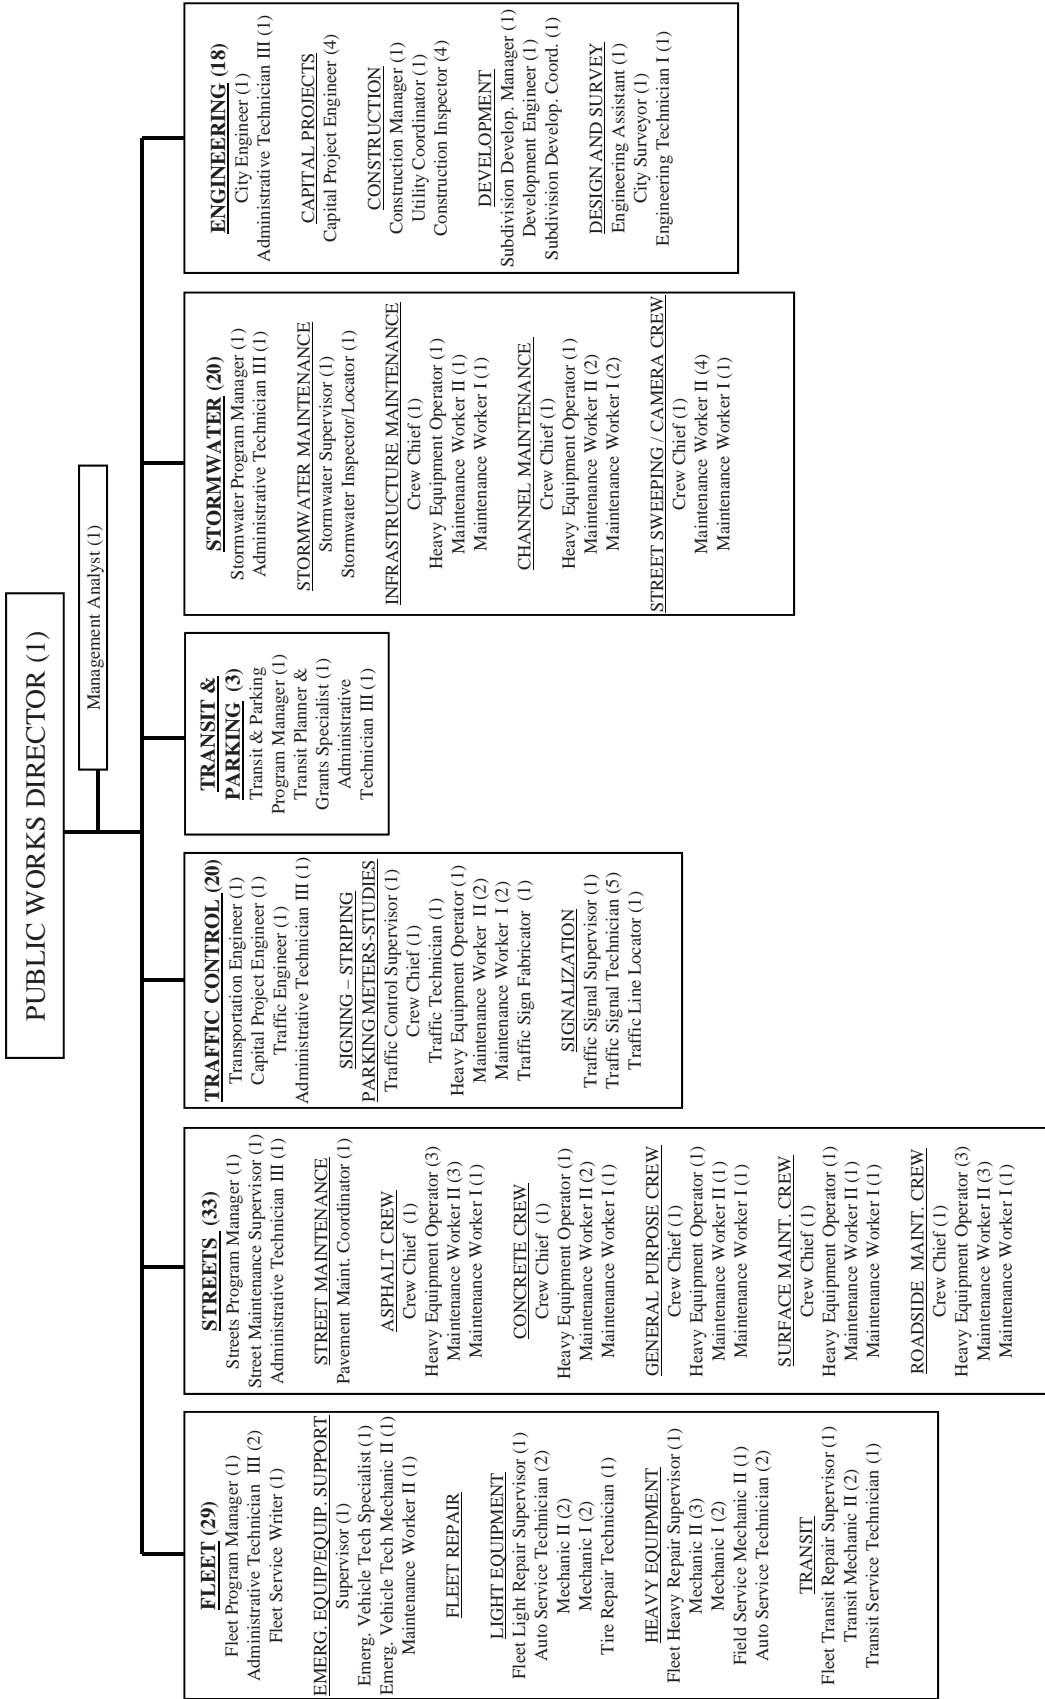 PUBLIC WORKS DIRECTOR (1)
Management Analyst (1)
FLEET (29)
Fleet Program Manager (1)
Administrative Technician III (2)
Fleet Service Writer (1)
EMERG. EQUIP/EQUIP. SUPPORT
Supervisor (1)
Emerg. Vehicle Tech Specialist (1)
Emerg. Vehicle Tech Mechanic II (1)
Maintenance Worker II (1)
FLEET REPAIR
LIGHT EQUIPMENT
Fleet Light Repair Supervisor (1)
Auto Service Technician (2)
Mechanic II (2)
Mechanic I (2)
Tire Repair Technician (1)
HEAVY EQUIPMENT
Fleet Heavy Repair Supervisor (1)
Mechanic II (3)
Mechanic I (2)
Field Service Mechanic II (1)
Auto Service Technician (2)
TRANSIT
Fleet Transit Repair Supervisor (1)
Transit Mechanic II (2)
Transit Service Technician (1)
STREETS (33)
Streets Program Manager (1)
Street Maintenance Supervisor (1)
Administrative Technician III (1)
STREET MAINTENANCE
Pavement Maint. Coordinator (1)
ASPHALT CREW
Crew Chief (1)
Heavy Equipment Operator (3)
Maintenance Worker II (3)
Maintenance Worker I (1)
CONCRETE CREW
Crew Chief (1)
Heavy Equipment Operator (1)
Maintenance Worker II (2)
Maintenance Worker I (1)
GENERAL PURPOSE CREW
Crew Chief (1)
Heavy Equipment Operator (1)
Maintenance Worker II (1)
Maintenance Worker I (1)
SURFACE MAINT. CREW
Crew Chief (1)
Heavy Equipment Operator (1)
Maintenance Worker II (1)
Maintenance Worker I (1)
ROADSIDE MAINT. CREW
Crew Chief (1)
Heavy Equipment Operator (3)
Maintenance Worker II (3)
Maintenance Worker I (1)
TRAFFIC CONTROL (20)
Transportation Engineer (1)
Capital Project Engineer (1)
Traffic Engineer (1)
Administrative Technician III (1)
SIGNING – STRIPING
PARKING METERS-STUDIES
Traffic Control Supervisor (1)
Crew Chief (1)
Traffic Technician (1)
Heavy Equipment Operator (1)
Maintenance Worker II (2)
Maintenance Worker I (2)
Traffic Sign Fabricator (1)
SIGNALIZATION
Traffic Signal Supervisor (1)
Traffic Signal Technician (5)
Traffic Line Locator (1)
TRANSIT &
PARKING (3)
Transit & Parking
Program Manager (1)
Transit Planner &
Grants Specialist (1)
Administrative
Technician III (1)
STORMWATER (20)
Stormwater Program Manager (1)
Administrative Technician III (1)
STORMWATER MAINTENANCE
Stormwater Supervisor (1)
Stormwater Inspector/Locator (1)
INFRASTRUCTURE MAINTENANCE
Crew Chief (1)
Heavy Equipment Operator (1)
Maintenance Worker II (1)
Maintenance Worker I (1)
CHANNEL MAINTENANCE
Crew Chief (1)
Heavy Equipment Operator (1)
Maintenance Worker II (2)
Maintenance Worker I (2)
STREET SWEEPING / CAMERA CREW
Crew Chief (1)
Maintenance Worker II (4)
Maintenance Worker I (1)
ENGINEERING (18)
City Engineer (1)
Administrative Technician III (1)
CAPITAL PROJECTS
Capital Project Engineer (4)
CONSTRUCTION
Construction Manager (1)
Utility Coordinator (1)
Construction Inspector (4)
DEVELOPMENT
Subdivision Develop. Manager (1)
Development Engineer (1)
Subdivision Develop. Coord. (1)
DESIGN AND SURVEY
Engineering Assistant (1)
City Surveyor (1)
Engineering Technician I (1)